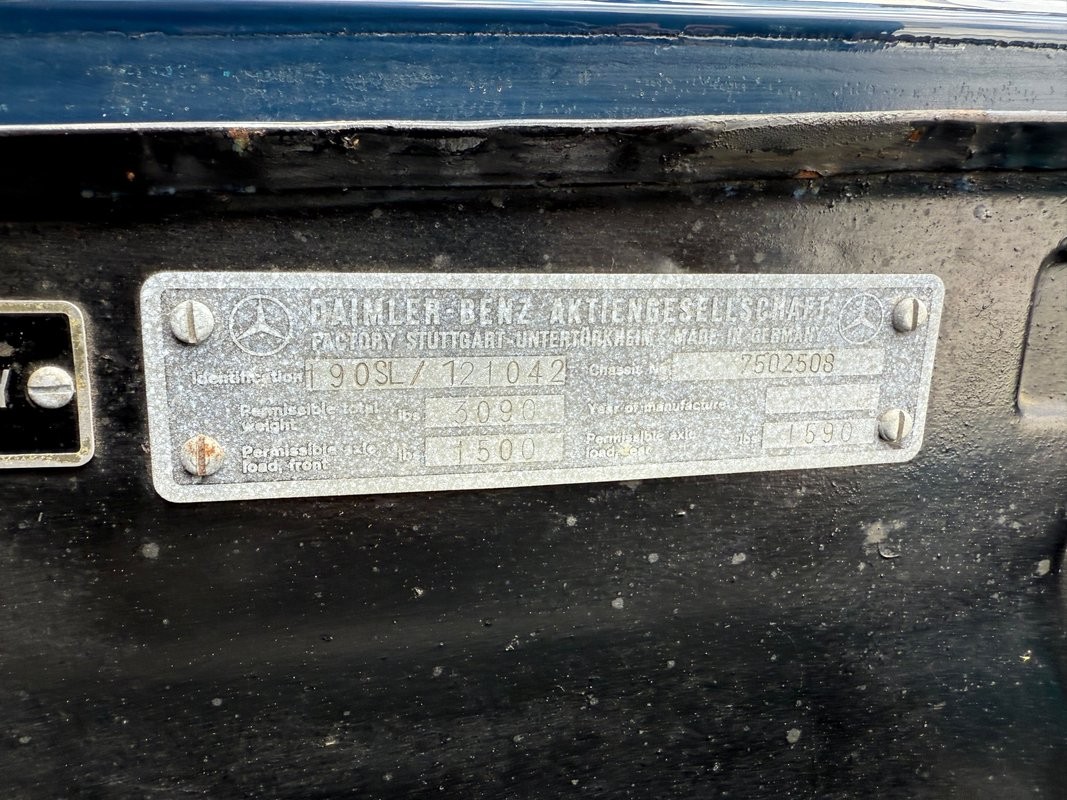 DAIMLER-BENZ AKTIENGESELLSCHAFT
FACTORY STUTTGART-UNTERTÜRKHEIM · MADE IN GERMANY
Identification 190SL/ 121042 Chassis No. 7502508
Permissible total weight lbs 3090 Year of manufacture
Permissible axle load, front lbs 1500 Permissible axle load, rear lbs 1590
Y